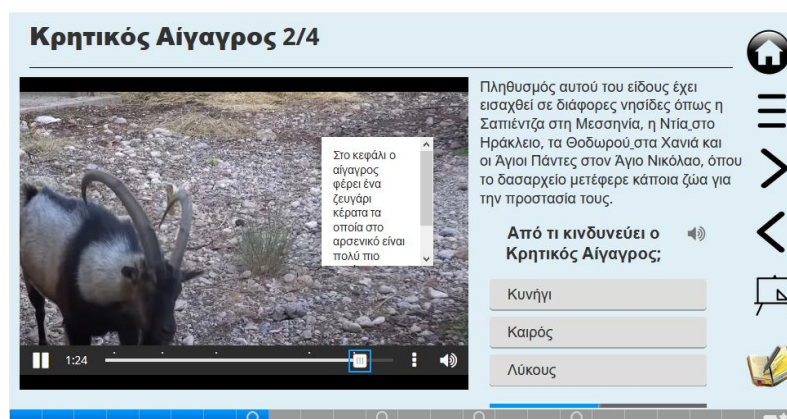 Κρητικός Αίγαγρος 2/4
Στο κεφάλι ο
αίγαγρος
φέρει ένα
ζευγάρι
κέρατα τα
οποία στο
αρσενικό είναι
πολύ πιο
1:24
Πληθυσμός αυτού του είδους έχει
εισαχθεί σε διάφορες νησίδες όπως η
Σαπιέντζα στη Μεσσηνία, η Ντία στο
Ηράκλειο, τα Θοδωρού στα Χανιά και
οι Άγιοι Πάντες στον Άγιο Νικόλαο, όπου
το δασαρχείο μετέφερε κάποια ζώα για
την προστασία τους.
Από τι κινδυνεύει ο
Κρητικός Αίγαγρος;
Κυνήγι
Καιρός
Λύκους